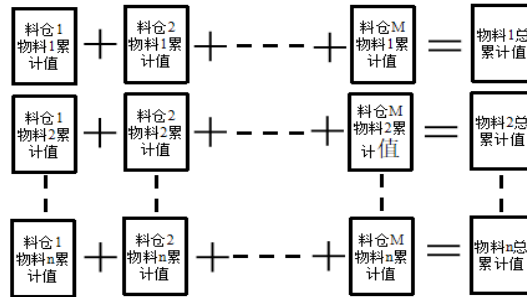 料仓1 + 料仓2 + 料仓M = 物料1总
物料1累 物料1累 物料1累 累计值
计值 计值 计值
料仓1 + 料仓2 + 料仓M = 物料2总
物料2累 物料2累 物料2累 累计值
计值 计值 计值
料仓1 + 料仓2 + 料仓M = 物料n总
物料n累 物料n累 物料n累 累计值
计值 计值 计值